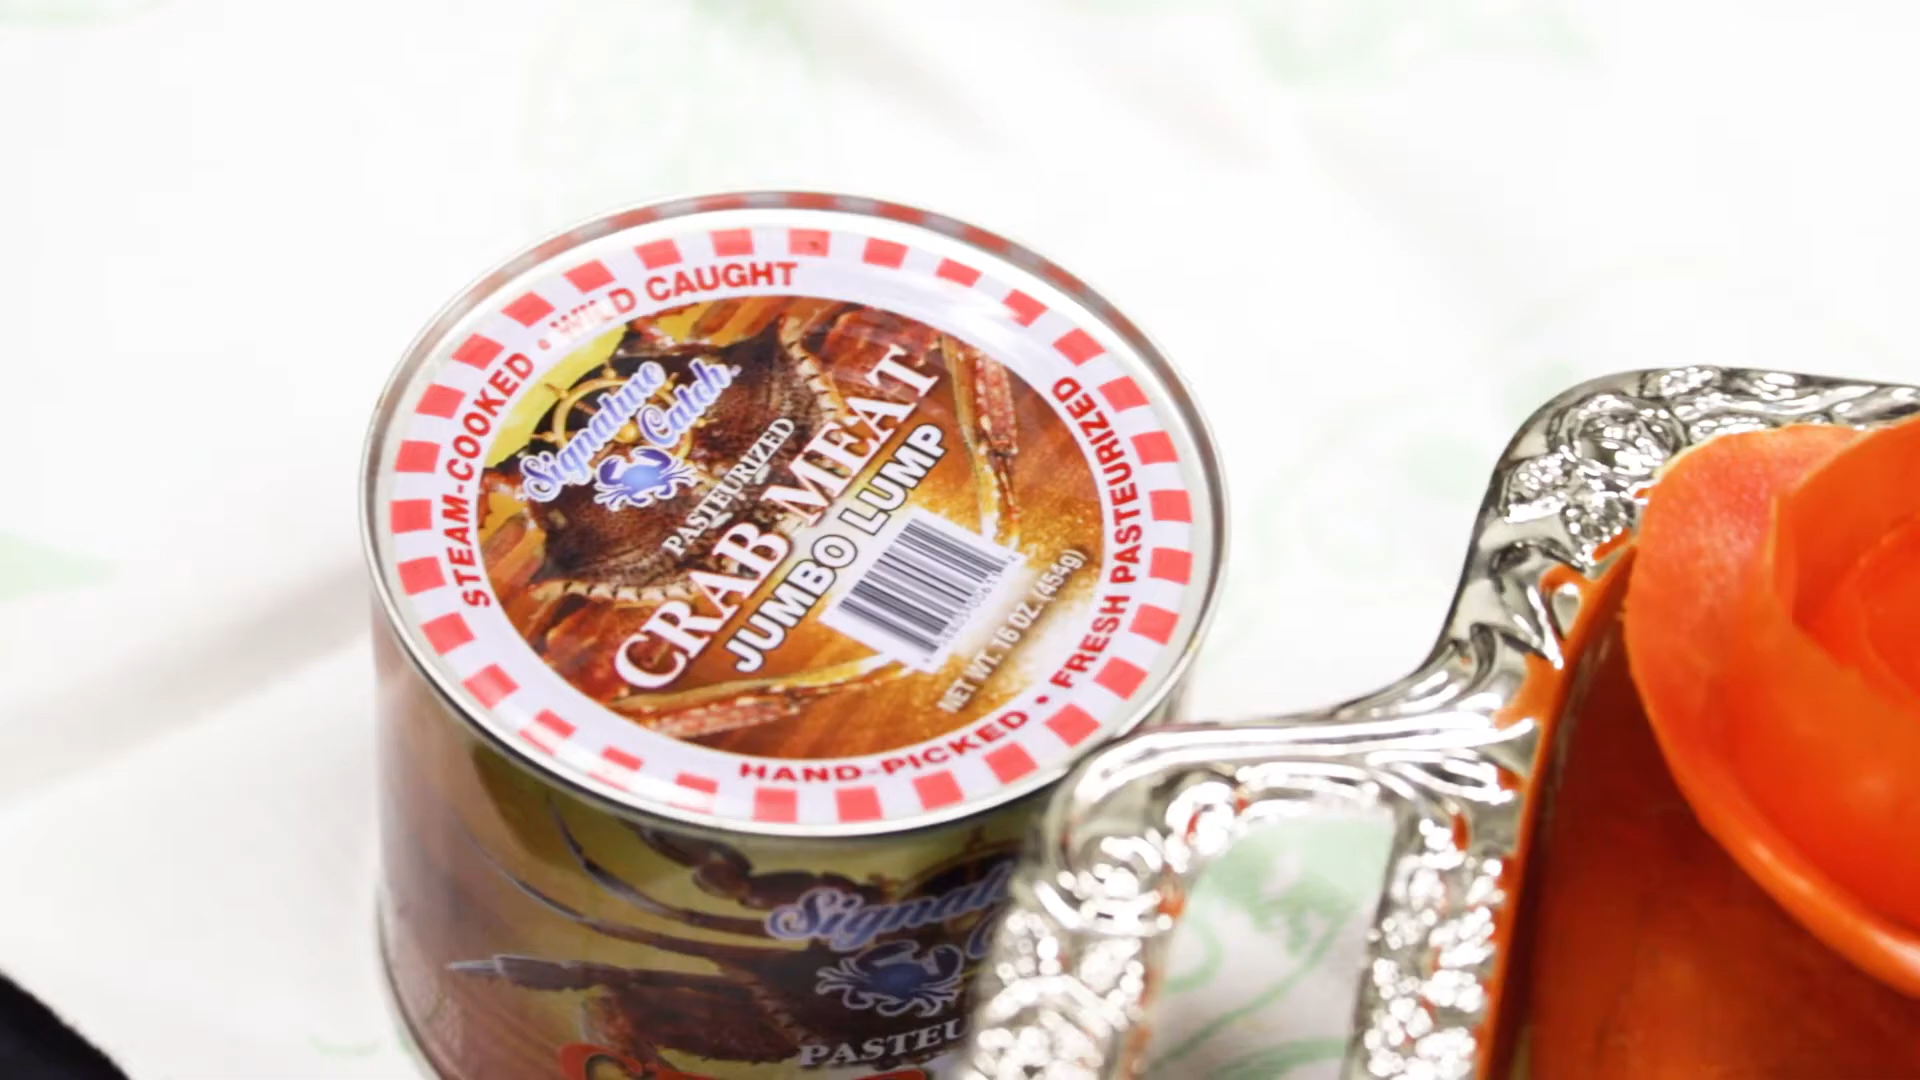 STEAM-COOKED • WILD CAUGHT
Signature
Catch
PASTEURIZED
CRAB MEAT
JUMBO LUMP
NET WT. 16 OZ. (454g)
HAND-PICKED • FRESH PASTEURIZED
PASTEU